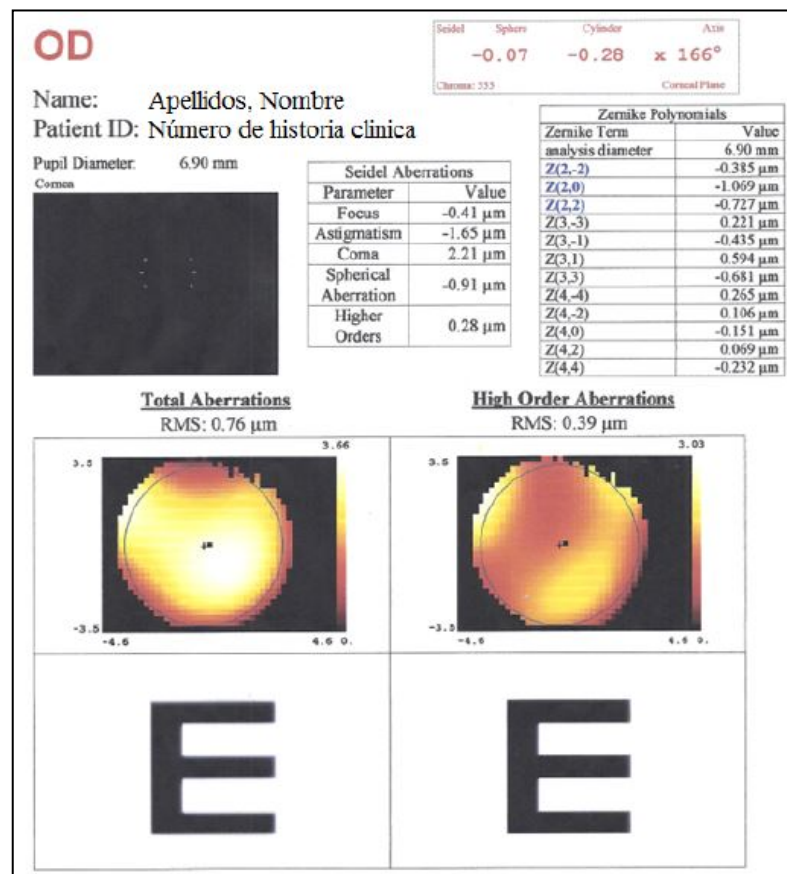 OD
Seidel Sphere Cylinder Axis
-0.07 -0.28 x 166°
Chroma: 555 Corneal Plane
Name: Apellidos, Nombre
Patient ID: Número de historia clinica
Pupil Diameter: 6.90 mm
Cornea
Seidel Aberrations
Parameter Value
Focus -0.41 µm
Astigmatism -1.65 µm
Coma 2.21 µm
Spherical Aberration -0.91 µm
Higher Orders 0.28 µm
Zernike Polynomials
Zernike Term Value
analysis diameter 6.90 mm
Z(2,-2) -0.385 µm
Z(2,0) -1.069 µm
Z(2,2) -0.727 µm
Z(3,-3) 0.221 µm
Z(3,-1) -0.435 µm
Z(3,1) 0.594 µm
Z(3,3) -0.681 µm
Z(4,-4) 0.265 µm
Z(4,-2) 0.106 µm
Z(4,0) -0.151 µm
Z(4,2) 0.069 µm
Z(4,4) -0.232 µm
Total Aberrations
RMS: 0.76 µm
3.66
3.5
-3.5
-4.6 4.6 0.
E
High Order Aberrations
RMS: 0.39 µm
3.03
3.5
-3.5
-4.6 4.6 0.
E